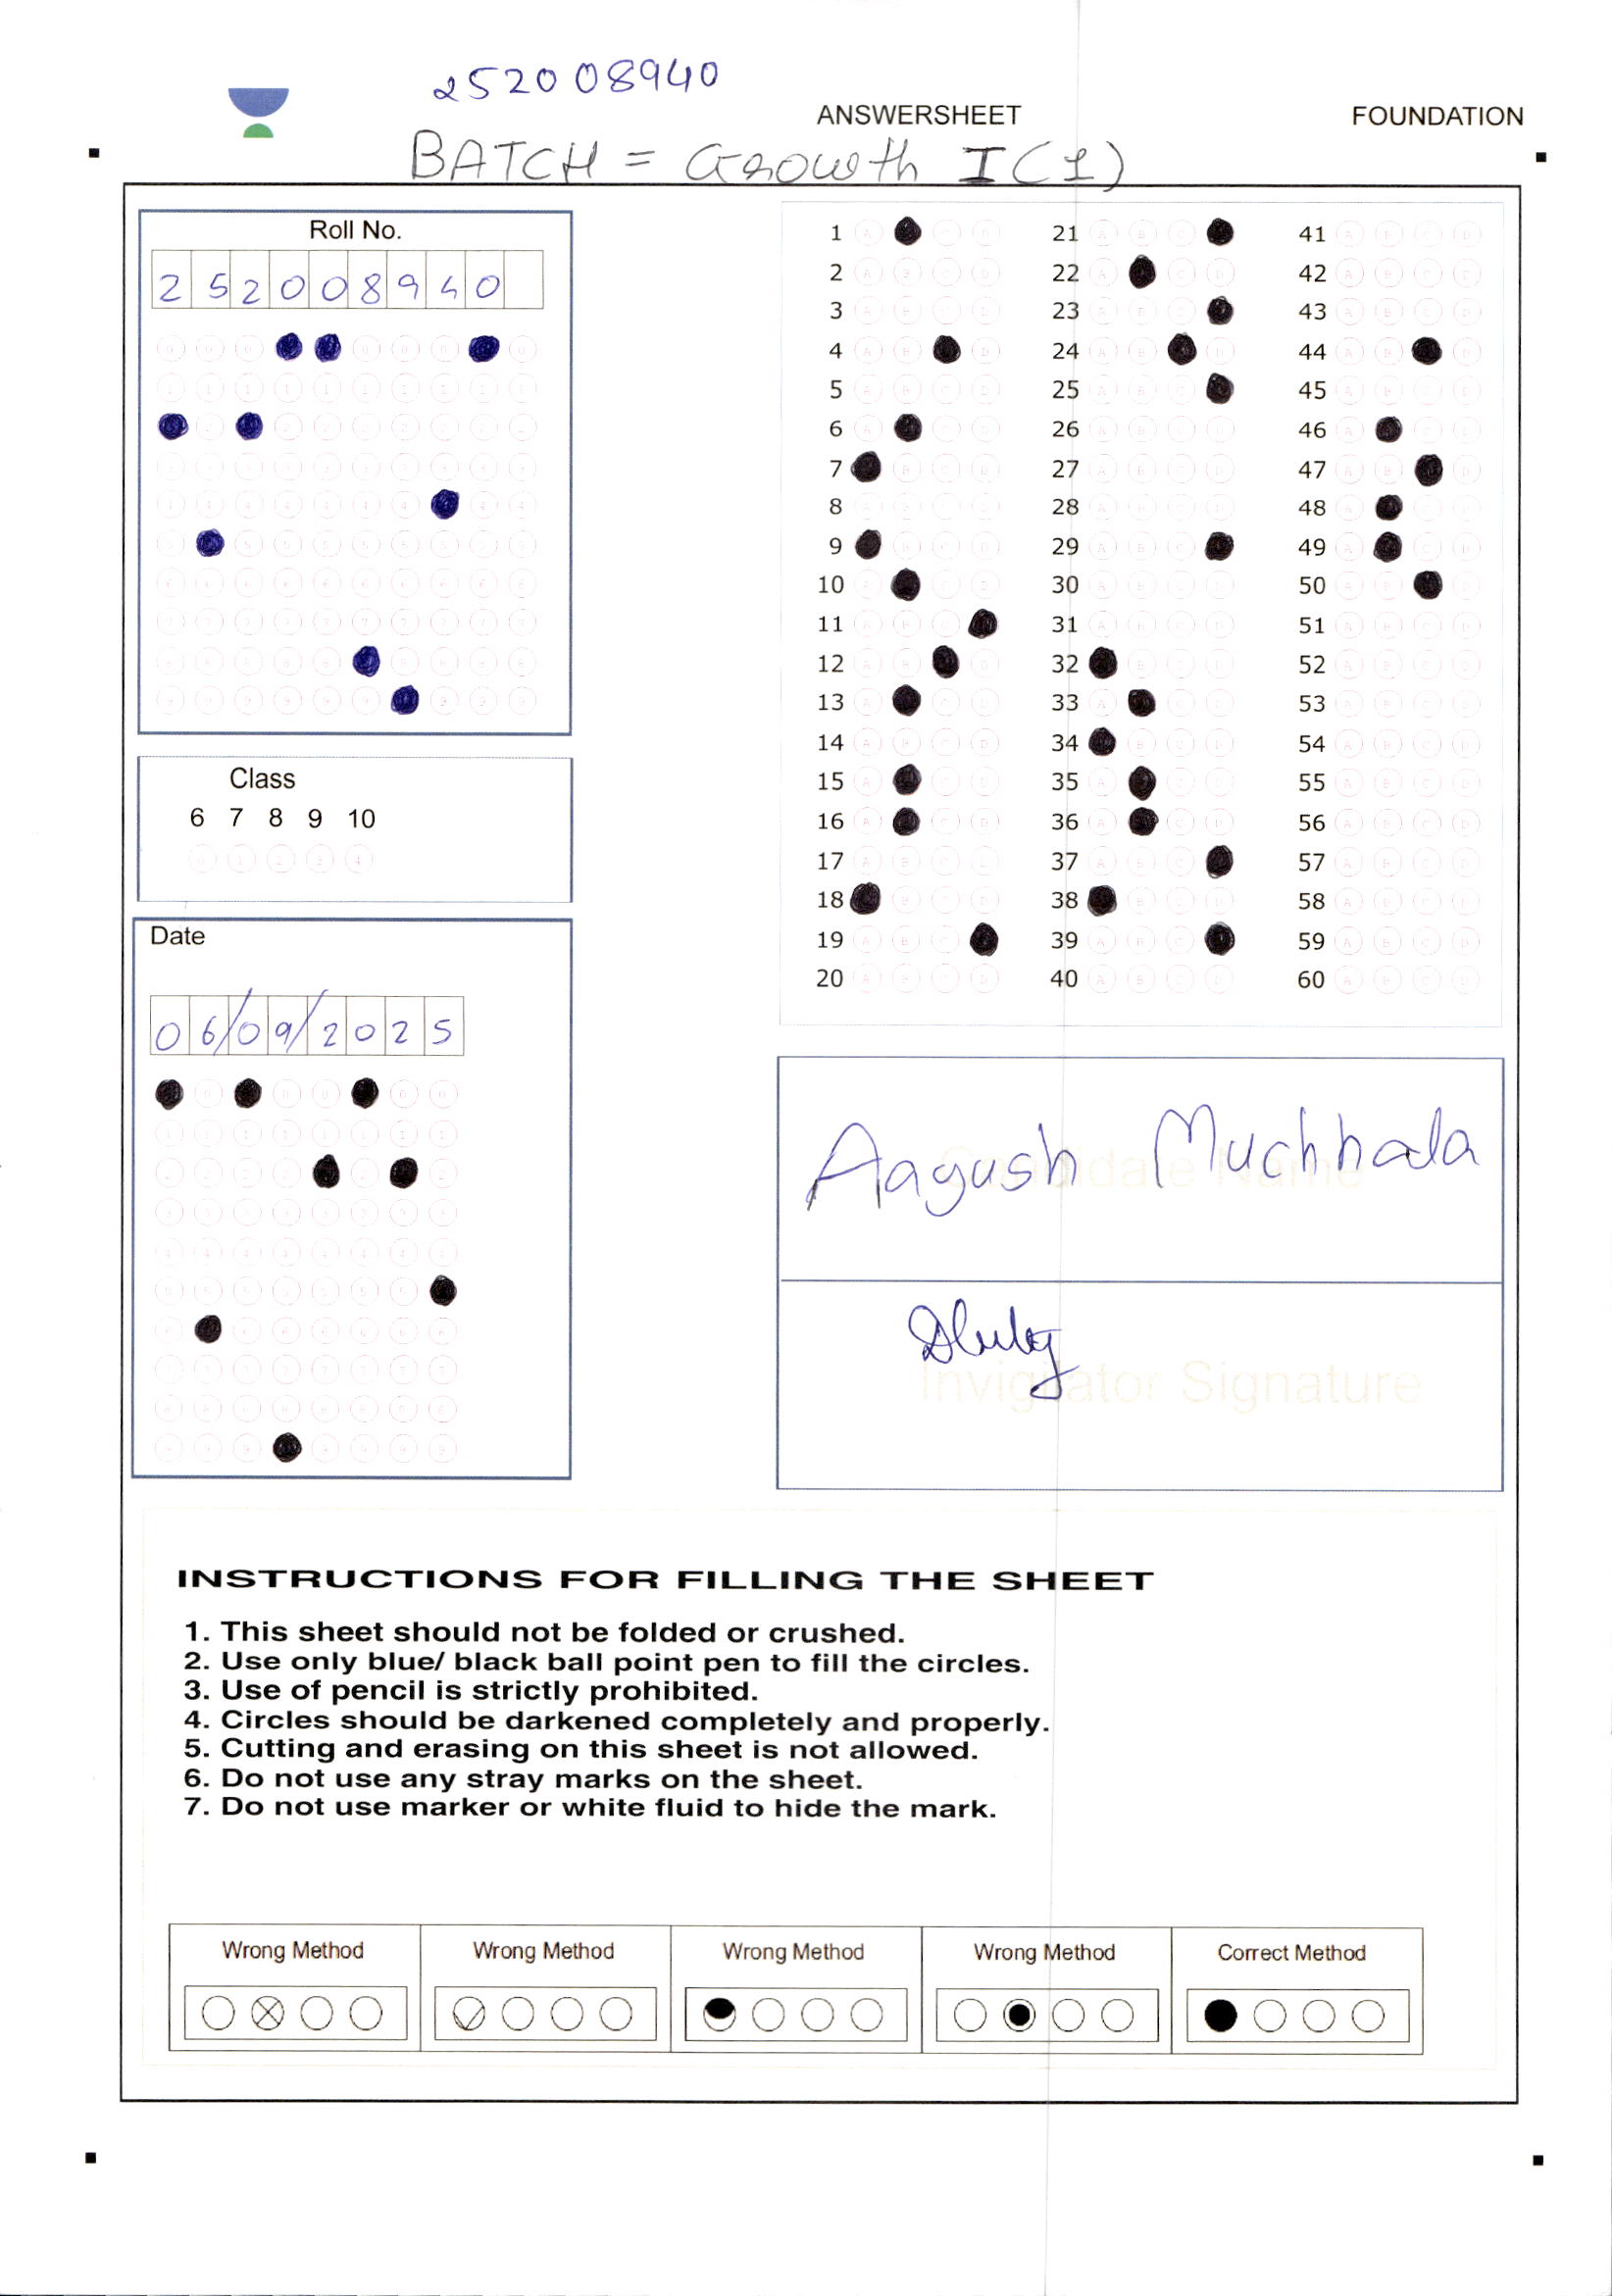 252008940
ANSWERSHEET
FOUNDATION
BATCH = Growth I (1)
Roll No.
2 5 2 0 0 8 9 4 0
Class
6 7 8 9 10
Date
0 6/0 9/2 0 2 5
1 A C D
2 A B C D
3 A B C D
4 A B D
5 A B C D
6 A C D
7 B C D
8 A B C D
9 B C D
10 A C D
11 A B C
12 A B D
13 A C D
14 A B C D
15 A C D
16 A C D
17 A B C D
18 B C D
19 A B C
20 A B C D
21 A B C
22 A C D
23 A B C
24 A B D
25 A B C
26 A B C D
27 A B C D
28 A B C D
29 A B C
30 A B C D
31 A B C D
32 B C D
33 A C D
34 B C D
35 A C D
36 A C D
37 A B C
38 B C D
39 A B C
40 A B C D
41 A B C D
42 A B C D
43 A B C D
44 A B D
45 A B C D
46 A C D
47 A B D
48 A C D
49 A C D
50 A B D
51 A B C D
52 A B C D
53 A B C D
54 A B C D
55 A B C D
56 A B C D
57 A B C D
58 A B C D
59 A B C D
60 A B C D
Aayush Muchhala
Candidate Name
Invigilator Signature
INSTRUCTIONS FOR FILLING THE SHEET
1. This sheet should not be folded or crushed.
2. Use only blue/ black ball point pen to fill the circles.
3. Use of pencil is strictly prohibited.
4. Circles should be darkened completely and properly.
5. Cutting and erasing on this sheet is not allowed.
6. Do not use any stray marks on the sheet.
7. Do not use marker or white fluid to hide the mark.
Wrong Method
Wrong Method
Wrong Method
Wrong Method
Correct Method